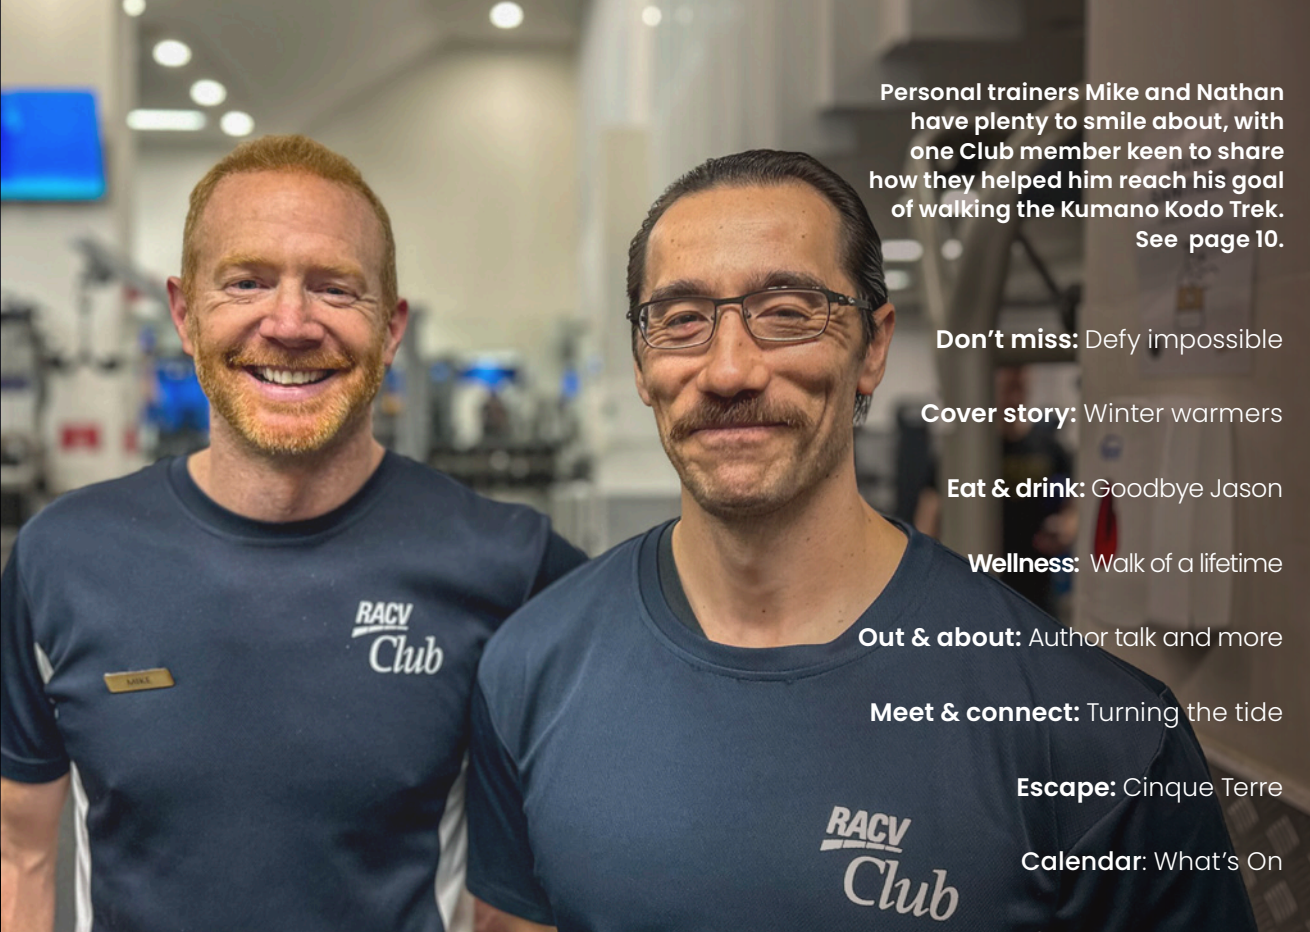 Personal trainers Mike and Nathan
have plenty to smile about, with
one Club member keen to share
how they helped him reach his goal
of walking the Kumano Kodo Trek.
See page 10.
Don’t miss: Defy impossible
Cover story: Winter warmers
Eat & drink: Goodbye Jason
Wellness: Walk of a lifetime
Out & about: Author talk and more
Meet & connect: Turning the tide
Escape: Cinque Terre
Calendar: What’s On
RACV
Club
MIKE
RACV
Club